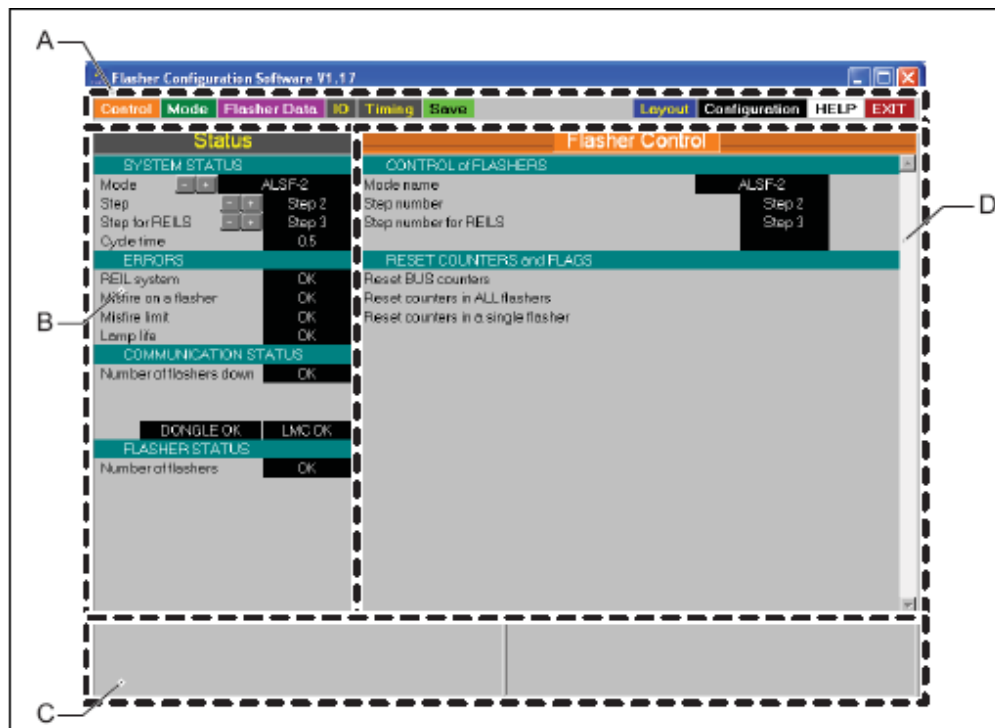 A
Flasher Configuration Software V1.17
Control Mode Flasher Data IO Timing Save Layout Configuration HELP EXIT
Status
SYSTEM STATUS
Mode - + ALSF-2
Step - + Step 2
Step for REILS - + Step 3
Cycle time 0.5
ERRORS
REIL system OK
Misfire on a flasher OK
Misfire limit OK
Lamp life OK
COMMUNICATION STATUS
Number of flashers down OK
DONGLE OK LMC OK
FLASHER STATUS
Number of flashers OK
B
Flasher Control
CONTROL of FLASHERS
Mode name ALSF-2
Step number Step 2
Step number for REILS Step 3
RESET COUNTERS and FLAGS
Reset BUS counters
Reset counters in ALL flashers
Reset counters in a single flasher
D
C